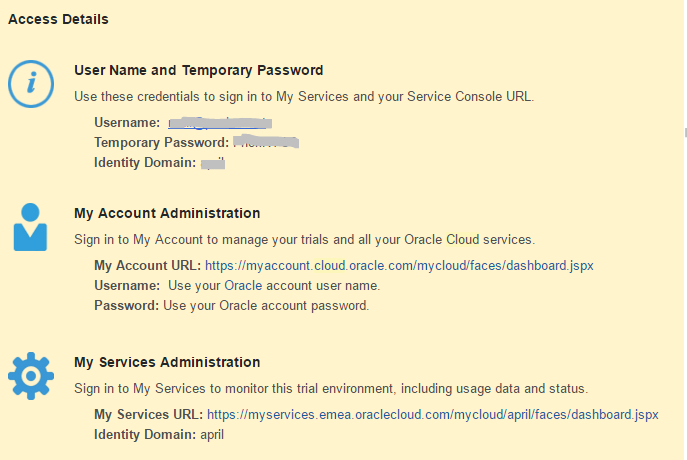 Access Details
User Name and Temporary Password
Use these credentials to sign in to My Services and your Service Console URL.
Username:
Temporary Password:
Identity Domain:
My Account Administration
Sign in to My Account to manage your trials and all your Oracle Cloud services.
My Account URL: https://myaccount.cloud.oracle.com/mycloud/faces/dashboard.jspx
Username: Use your Oracle account user name.
Password: Use your Oracle account password.
My Services Administration
Sign in to My Services to monitor this trial environment, including usage data and status.
My Services URL: https://myservices.emea.oraclecloud.com/mycloud/april/faces/dashboard.jspx
Identity Domain: april